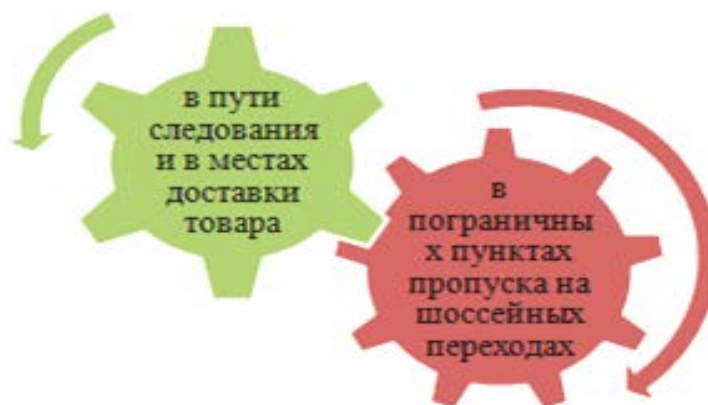 в пути
следования
и в местах
доставки
товара
в
пограничны
х пунктах
пропуска на
шоссейных
переходах